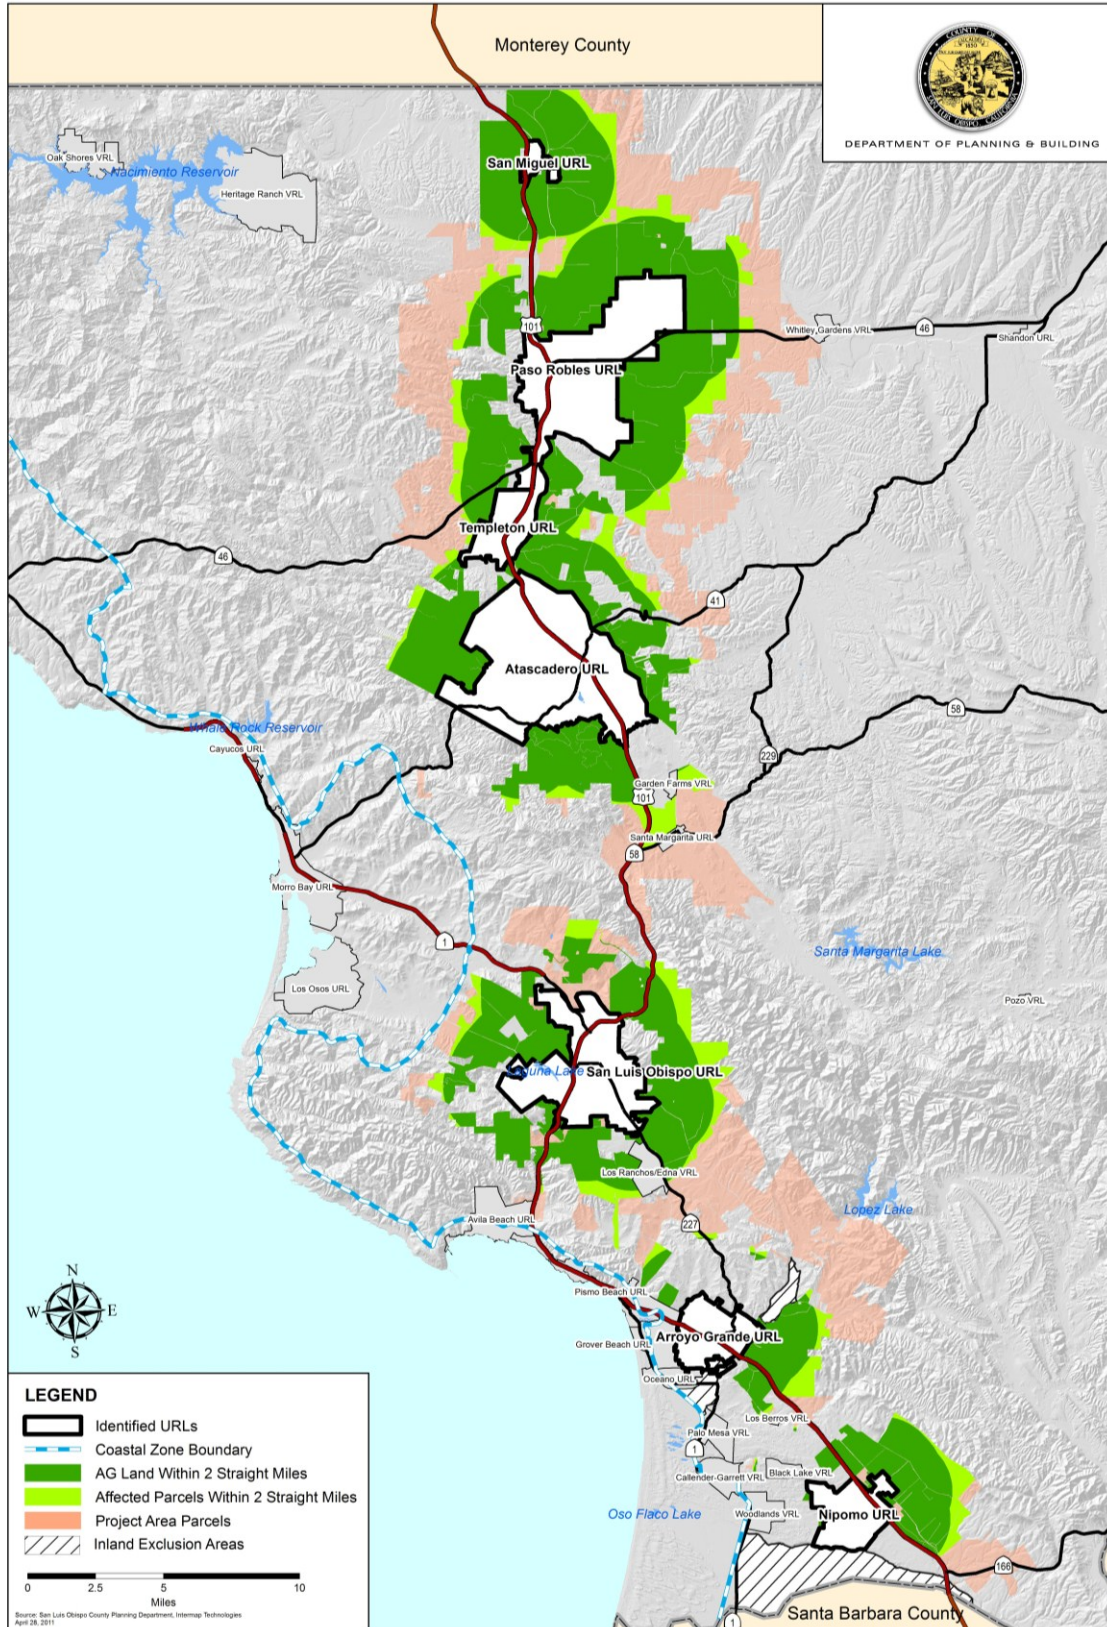 Monterey County
COUNTY OF
SAN LUIS OBISPO CALIFORNIA
DEPARTMENT OF PLANNING & BUILDING
Oak Shores VRL
Nacimiento Reservoir
Heritage Ranch VRL
San Miguel URL
101
Whitley Gardens VRL
46
Shandon URL
Paso Robles URL
Templeton URL
46
41
Atascadero URL
58
Whale Rock Reservoir
Cayucos URL
229
Garden Farms VRL
101
Santa Margarita URL
58
Morro Bay URL
1
Santa Margarita Lake
Los Osos URL
Pozo VRL
Laguna Lake
San Luis Obispo URL
Los Ranchos/Edna VRL
Lopez Lake
Avila Beach URL
227
N
W
E
S
Pismo Beach URL
Arroyo Grande URL
Grover Beach URL
Oceano URL
Los Berros VRL
Palo Mesa VRL
1
Callender-Garrett VRL
Black Lake VRL
Oso Flaco Lake
Woodlands VRL
Nipomo URL
166
Santa Barbara County
1
LEGEND
Identified URLs
Coastal Zone Boundary
AG Land Within 2 Straight Miles
Affected Parcels Within 2 Straight Miles
Project Area Parcels
Inland Exclusion Areas
0 2.5 5 10
Miles
Source: San Luis Obispo County Planning Department, Intermap Technologies
April 28, 2011